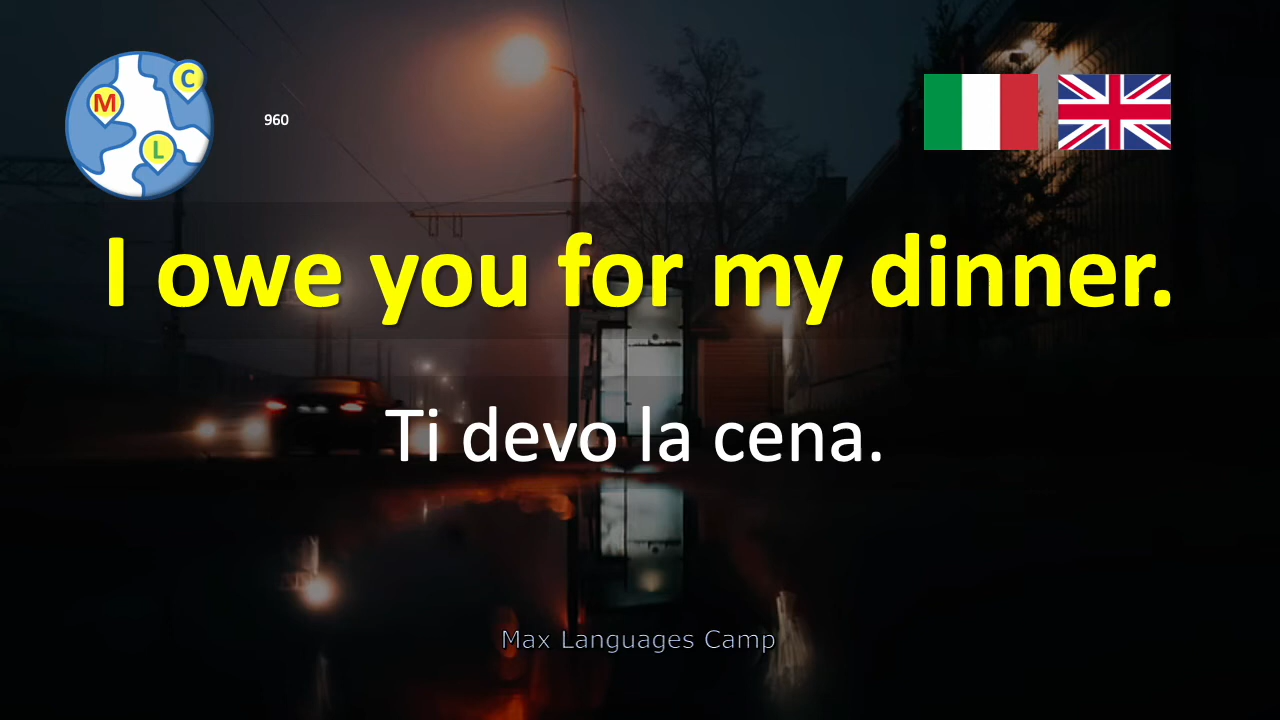 M
C
L
960
I owe you for my dinner.
Ti devo la cena.
Max Languages Camp